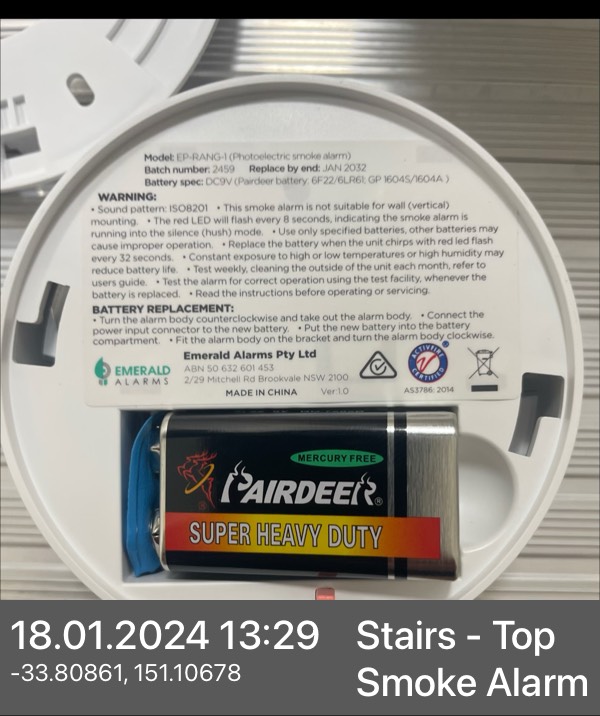 Model: EP-RANG-1 (Photoelectric smoke alarm)
Batch number: 2459 Replace by end: JAN 2032
Battery spec: DC9V (Pairdeer battery: 6F22/6LR61; GP 1604S/1604A )
WARNING:
• Sound pattern: ISO8201 • This smoke alarm is not suitable for wall (vertical)
mounting. • The red LED will flash every 8 seconds, indicating the smoke alarm is
running into the silence (hush) mode. • Use only specified batteries, other batteries may
cause improper operation. • Replace the battery when the unit chirps with red led flash
every 32 seconds. • Constant exposure to high or low temperatures or high humidity may
reduce battery life. • Test weekly, cleaning the outside of the unit each month, refer to
users guide. • Test the alarm for correct operation using the test facility, whenever the
battery is replaced. • Read the instructions before operating or servicing.
BATTERY REPLACEMENT:
• Turn the alarm body counterclockwise and take out the alarm body. • Connect the
power input connector to the new battery. • Put the new battery into the battery
compartment. • Fit the alarm body on the bracket and turn the alarm body clockwise.
EMERALD
ALARMS
Emerald Alarms Pty Ltd
ABN 50 632 601 453
2/29 Mitchell Rd Brookvale NSW 2100
MADE IN CHINA Ver:1.0
ACTIVFIRE
CERTIFIED
AS3786: 2014
MERCURY FREE
PAIRDEER®
SUPER HEAVY DUTY
18.01.2024 13:29
-33.80861, 151.10678
Stairs - Top
Smoke Alarm